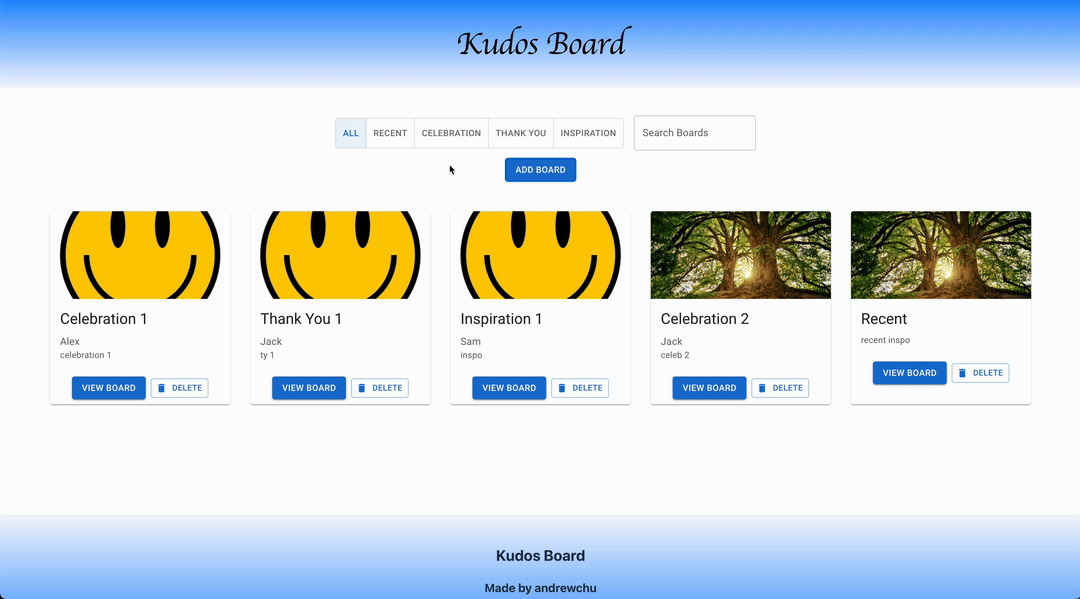 Kudos Board
ALL RECENT CELEBRATION THANK YOU INSPIRATION Search Boards
ADD BOARD
Celebration 1
Alex
celebration 1
VIEW BOARD DELETE
Thank You 1
Jack
ty 1
VIEW BOARD DELETE
Inspiration 1
Sam
inspo
VIEW BOARD DELETE
Celebration 2
Jack
celeb 2
VIEW BOARD DELETE
Recent
recent inspo
VIEW BOARD DELETE
Kudos Board
Made by andrewchu